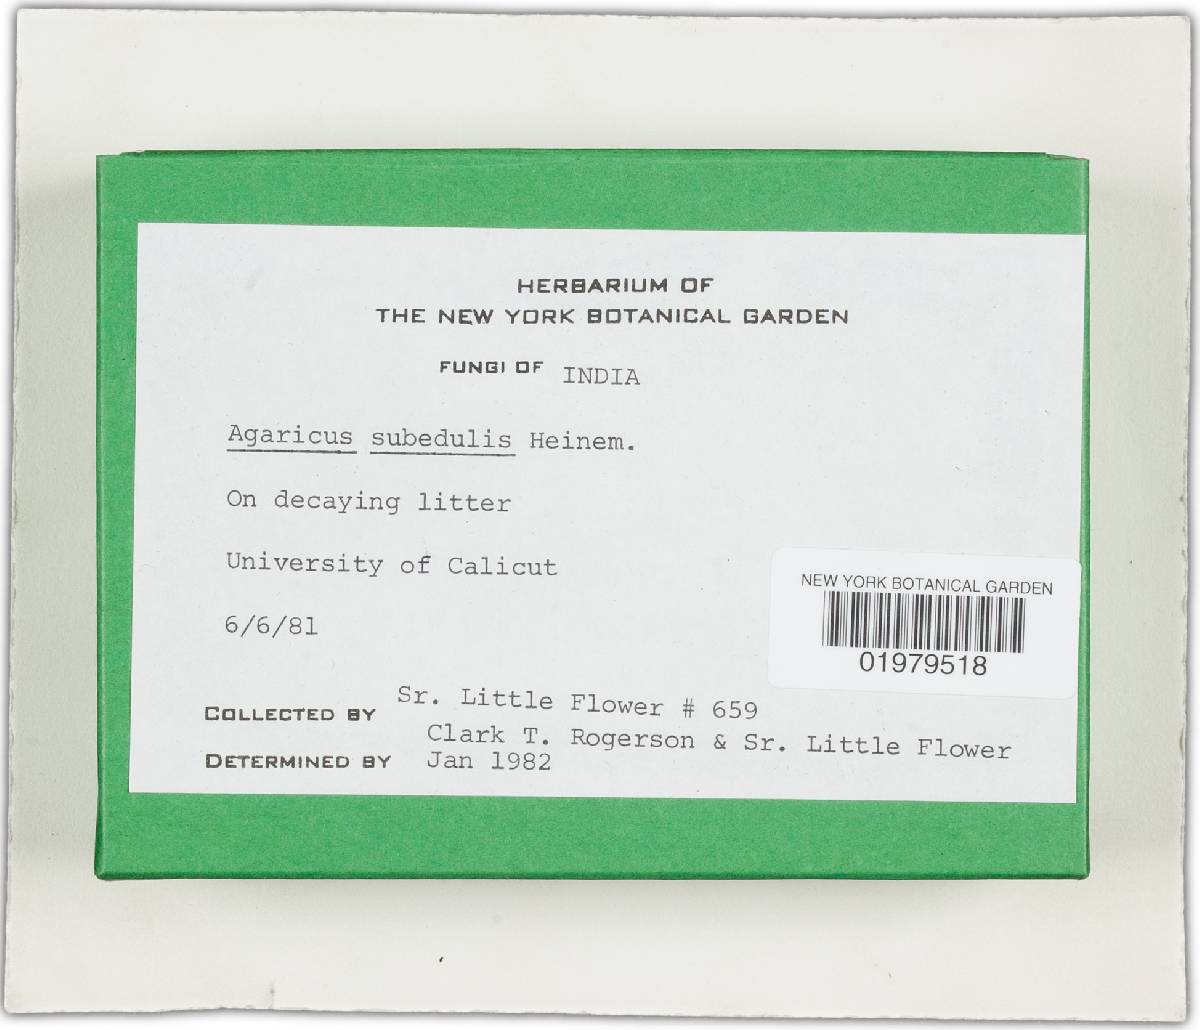 HERBARIUM OF
THE NEW YORK BOTANICAL GARDEN
FUNGI OF INDIA
Agaricus subedulis Heinem.
On decaying litter
University of Calicut
6/6/81
NEW YORK BOTANICAL GARDEN
01979518
COLLECTED BY Sr. Little Flower # 659
Clark T. Rogerson & Sr. Little Flower
DETERMINED BY Jan 1982